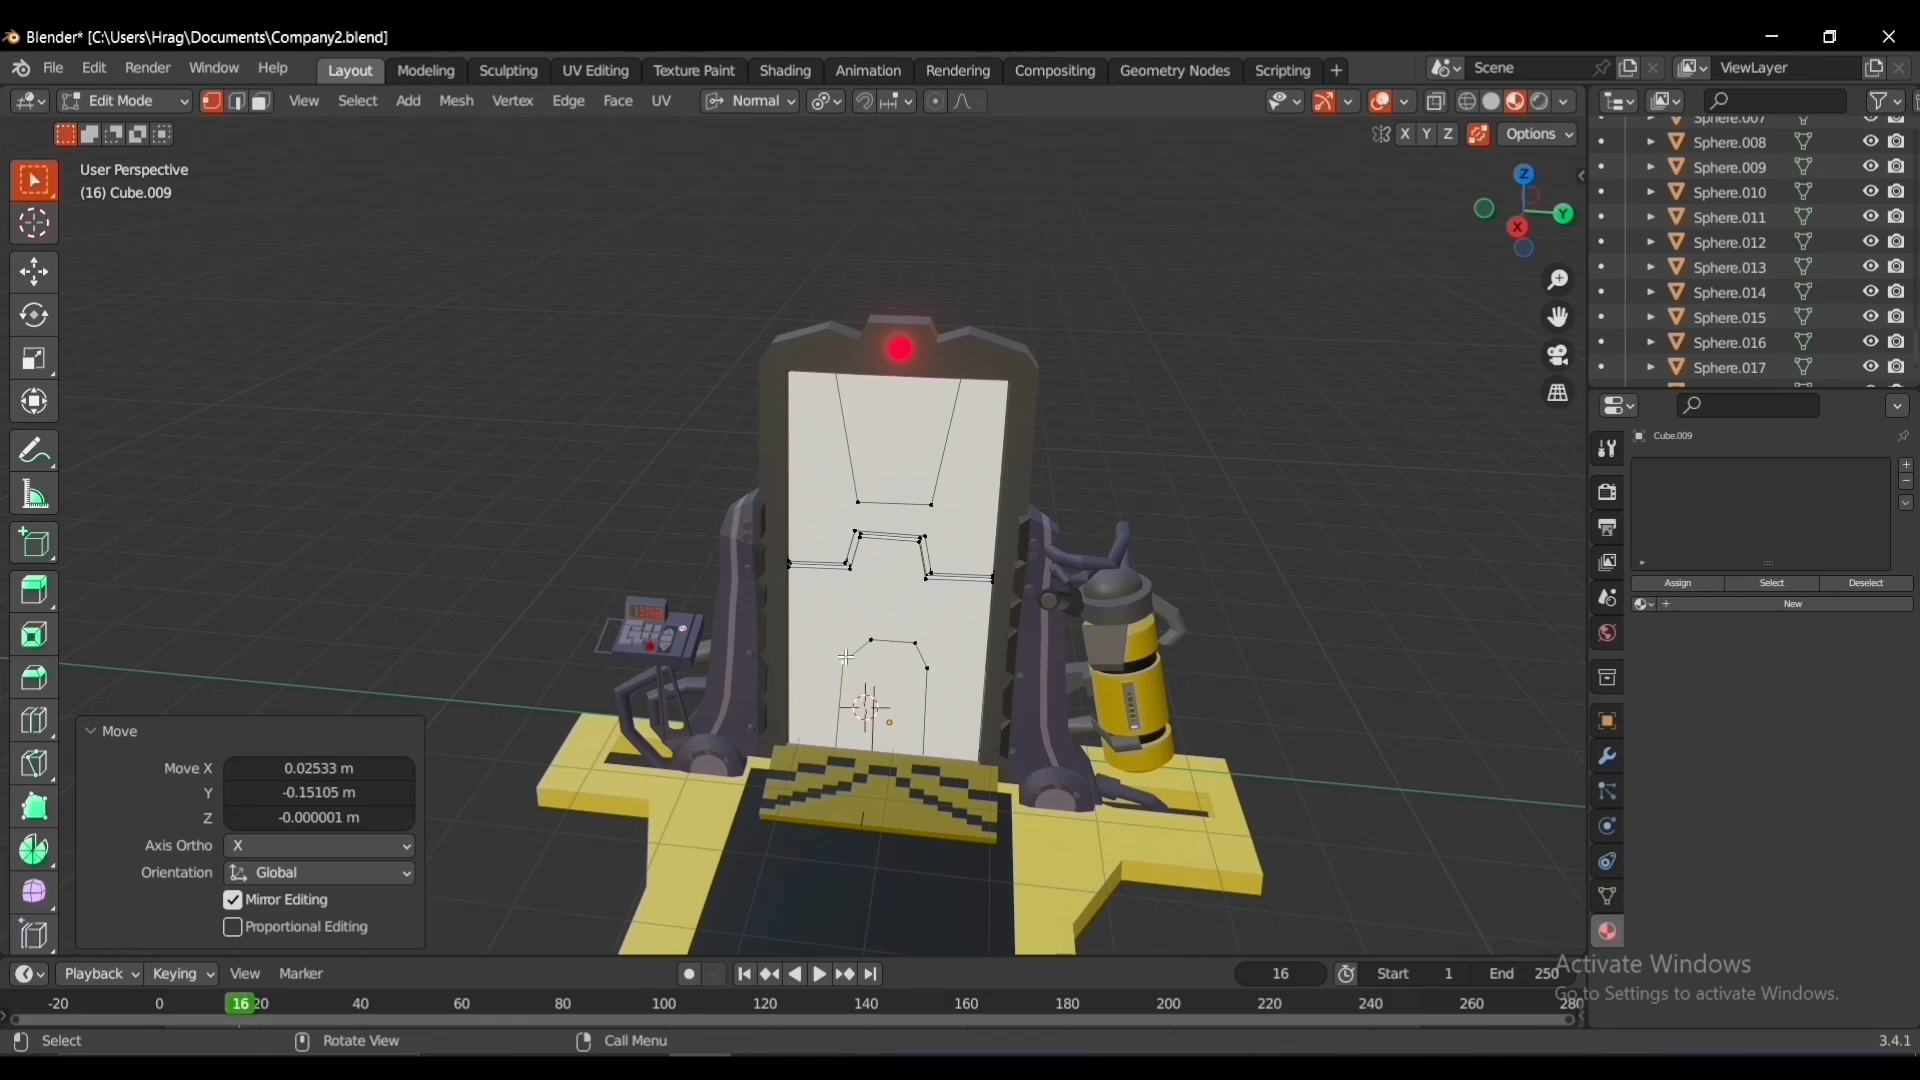 Blender* [C:\Users\Hrag\Documents\Company2.blend]
File Edit Render Window Help Layout Modeling Sculpting UV Editing Texture Paint Shading Animation Rendering Compositing Geometry Nodes Scripting + Scene ViewLayer
Edit Mode View Select Add Mesh Vertex Edge Face UV Normal
X Y Z Options
User Perspective
(16) Cube.009
Z
Y
X
Sphere.007
Sphere.008
Sphere.009
Sphere.010
Sphere.011
Sphere.012
Sphere.013
Sphere.014
Sphere.015
Sphere.016
Sphere.017
Cube.009
Assign Select Deselect
New
Move
Move X 0.02533 m
Y -0.15105 m
Z -0.000001 m
Axis Ortho X
Orientation Global
Mirror Editing
Proportional Editing
Activate Windows
Go to Settings to activate Windows.
Playback Keying View Marker 16 Start 1 End 250
-20 0 16 20 40 60 80 100 120 140 160 180 200 220 240 260 280
Select Rotate View Call Menu 3.4.1